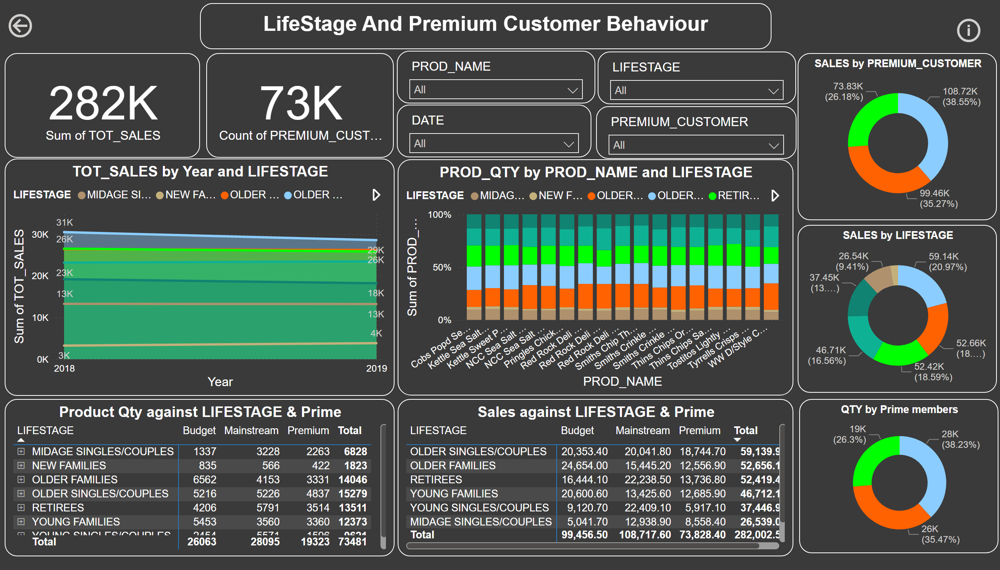 LifeStage And Premium Customer Behaviour
282K
Sum of TOT_SALES
73K
Count of PREMIUM_CUST...
PROD_NAME
All
LIFESTAGE
All
DATE
All
PREMIUM_CUSTOMER
All
SALES by PREMIUM_CUSTOMER
73.83K
(26.18%)
108.72K
(38.55%)
99.46K
(35.27%)
TOT_SALES by Year and LIFESTAGE
LIFESTAGE MIDAGE SI... NEW FA... OLDER ... OLDER ...
Sum of TOT_SALES
30K
20K
10K
0K
31K
26K
23K
13K
3K
29K
26K
18K
13K
4K
2018 2019
Year
PROD_QTY by PROD_NAME and LIFESTAGE
LIFESTAGE MIDAG... NEW F... OLDER... OLDER... RETIR...
Sum of PROD_...
100%
50%
0%
Cobs Popd Se...
Kettle Sea Salt...
Kettle Sweet P...
NCC Sea Salt ...
NCC Sea Salt ...
Pringles Chick...
Red Rock Deli ...
Red Rock Deli ...
Red Rock Deli ...
Smiths Chip Th...
Smiths Crinkle ...
Smiths Crinkle ...
Thins Chips Or...
Thins Chips Sa...
Tostitos Lightly ...
Tyrrells Crisps ...
WW D/Style C...
PROD_NAME
SALES by LIFESTAGE
26.54K
(9.41%)
59.14K
(20.97%)
37.45K
(13....)
52.66K
(18....)
46.71K
(16.56%)
52.42K
(18.59%)
Product Qty against LIFESTAGE & Prime
LIFESTAGE Budget Mainstream Premium Total
MIDAGE SINGLES/COUPLES 1337 3228 2263 6828
NEW FAMILIES 835 566 422 1823
OLDER FAMILIES 6562 4153 3331 14046
OLDER SINGLES/COUPLES 5216 5226 4837 15279
RETIREES 4206 5791 3514 13511
YOUNG FAMILIES 5453 3560 3360 12373
YOUNG SINGLES/COUPLES 2454 5571 1596 9621
Total 26063 28095 19323 73481
Sales against LIFESTAGE & Prime
LIFESTAGE Budget Mainstream Premium Total
OLDER SINGLES/COUPLES 20,353.40 20,041.80 18,744.70 59,139.9
OLDER FAMILIES 24,654.00 15,445.20 12,556.90 52,656.1
RETIREES 16,444.10 22,238.50 13,736.80 52,419.4
YOUNG FAMILIES 20,600.60 13,425.60 12,685.90 46,712.1
YOUNG SINGLES/COUPLES 9,120.70 22,409.10 5,917.10 37,446.9
MIDAGE SINGLES/COUPLES 5,041.70 12,938.90 8,558.40 26,539.0
Total 99,456.50 108,717.60 73,828.40 282,002.5
QTY by Prime members
19K
(26.3%)
28K
(38.23%)
26K
(35.47%)